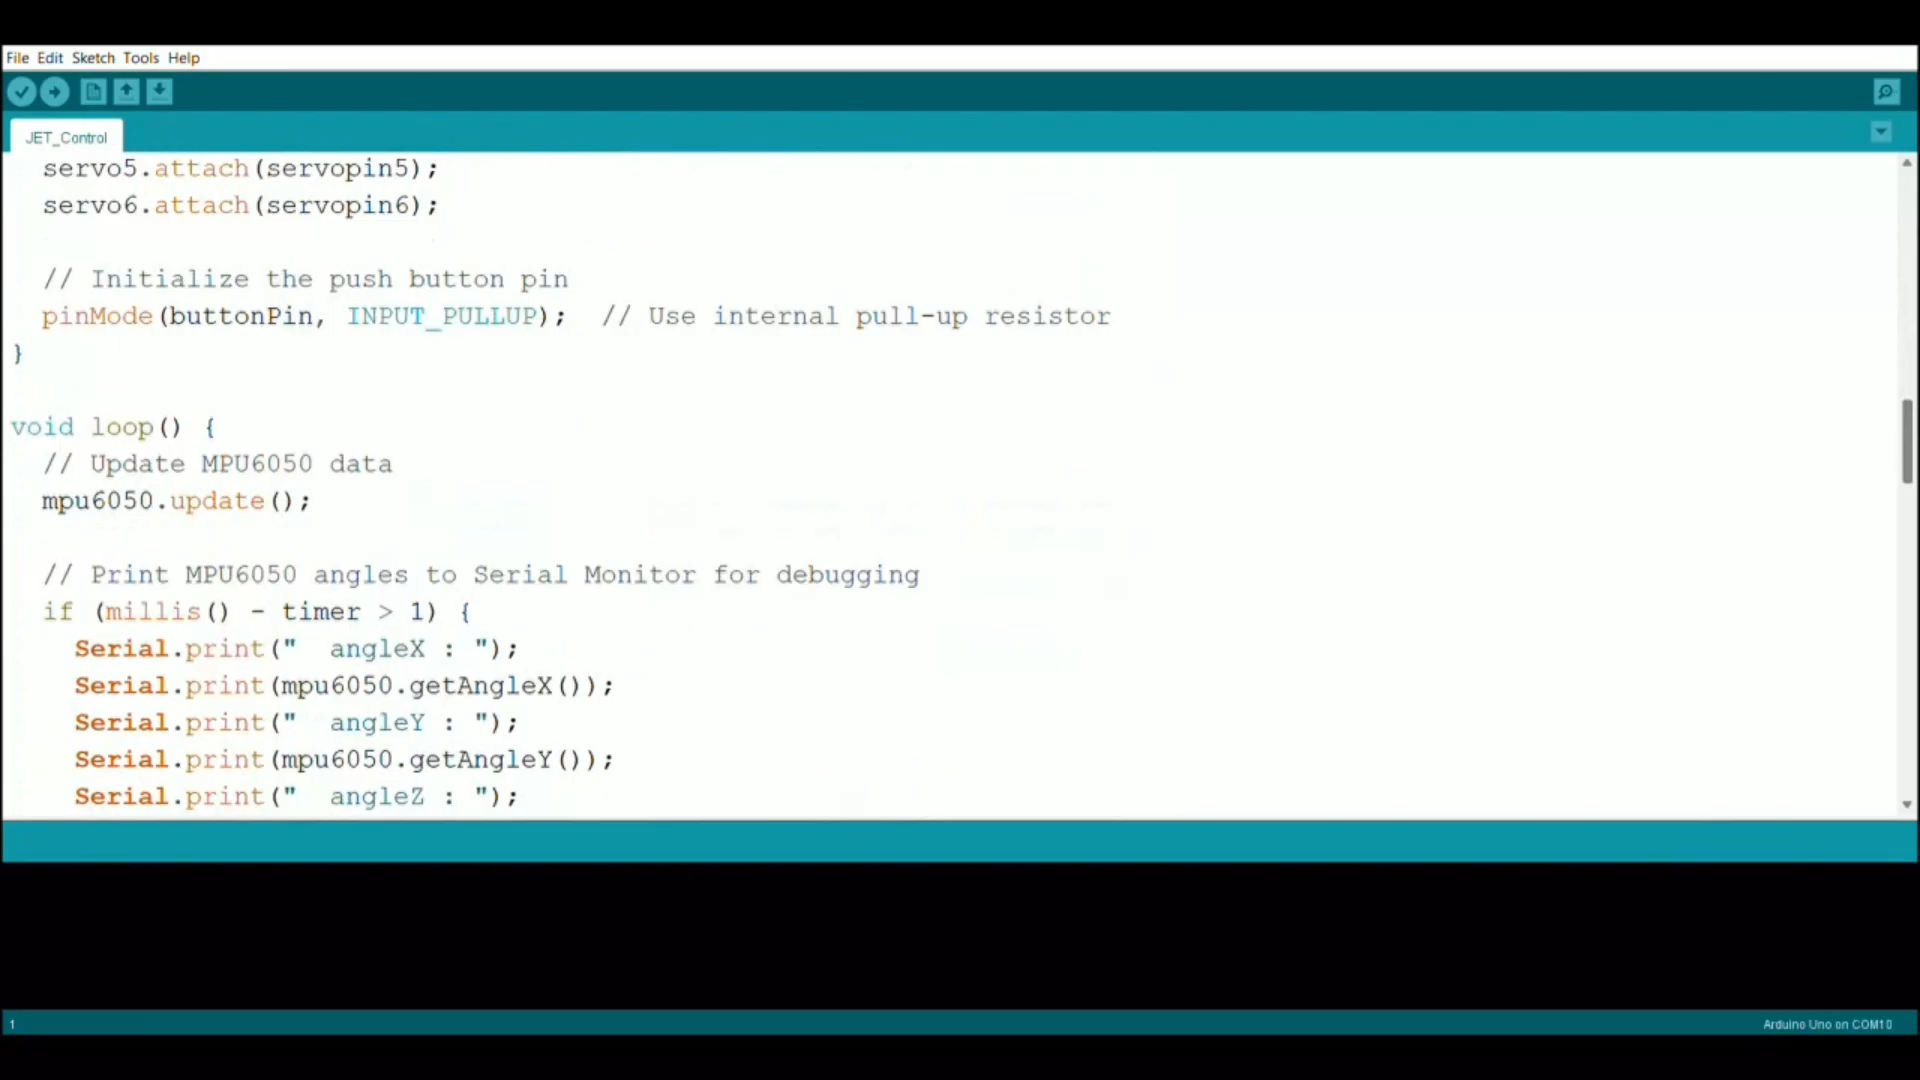 File Edit Sketch Tools Help
JET_Control
servo5.attach(servopin5);
servo6.attach(servopin6);
// Initialize the push button pin
pinMode(buttonPin, INPUT_PULLUP);  // Use internal pull-up resistor
}
void loop() {
// Update MPU6050 data
mpu6050.update();
// Print MPU6050 angles to Serial Monitor for debugging
if (millis() - timer > 1) {
Serial.print("  angleX : ");
Serial.print(mpu6050.getAngleX());
Serial.print("  angleY : ");
Serial.print(mpu6050.getAngleY());
Serial.print("  angleZ : ");
1
Arduino Uno on COM10